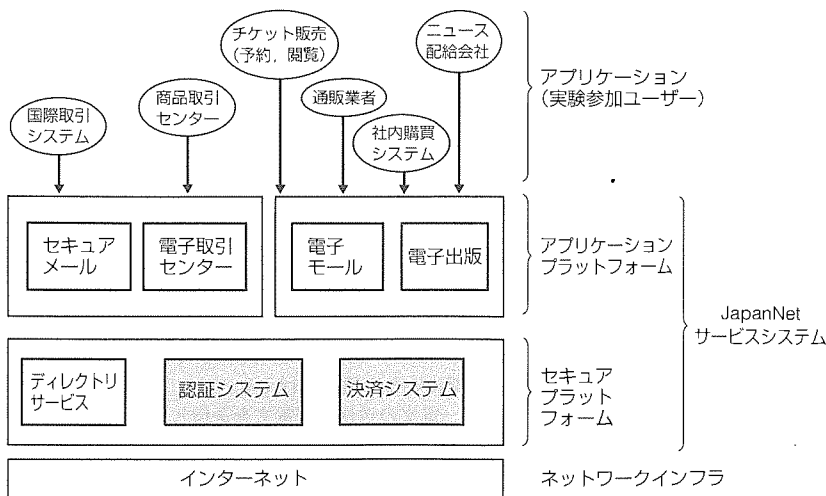 チケット販売
(予約，閲覧)
ニュース
配給会社
アプリケーション
(実験参加ユーザー)
商品取引
センター
通販業者
国際取引
システム
社内購買
システム
セキュア
メール
電子取引
センター
電子
モール
電子出版
アプリケーション
プラットフォーム
JapanNet
サービスシステム
ディレクトリ
サービス
認証システム
決済システム
セキュア
プラット
フォーム
インターネット
ネットワークインフラ